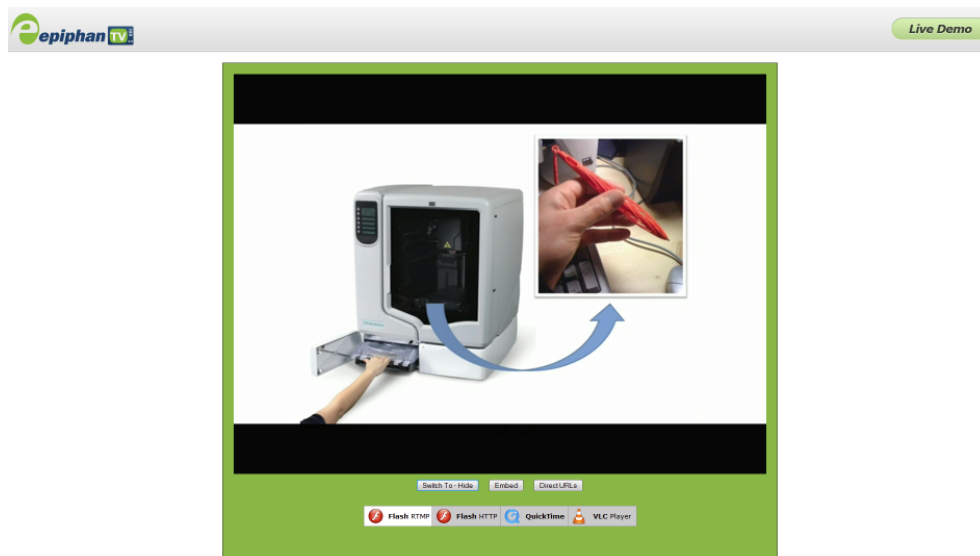 epiphan TV
Live Demo
Switch To - Hide
Embed
Direct URLs
Flash RTMP
Flash HTTP
QuickTime
VLC Player